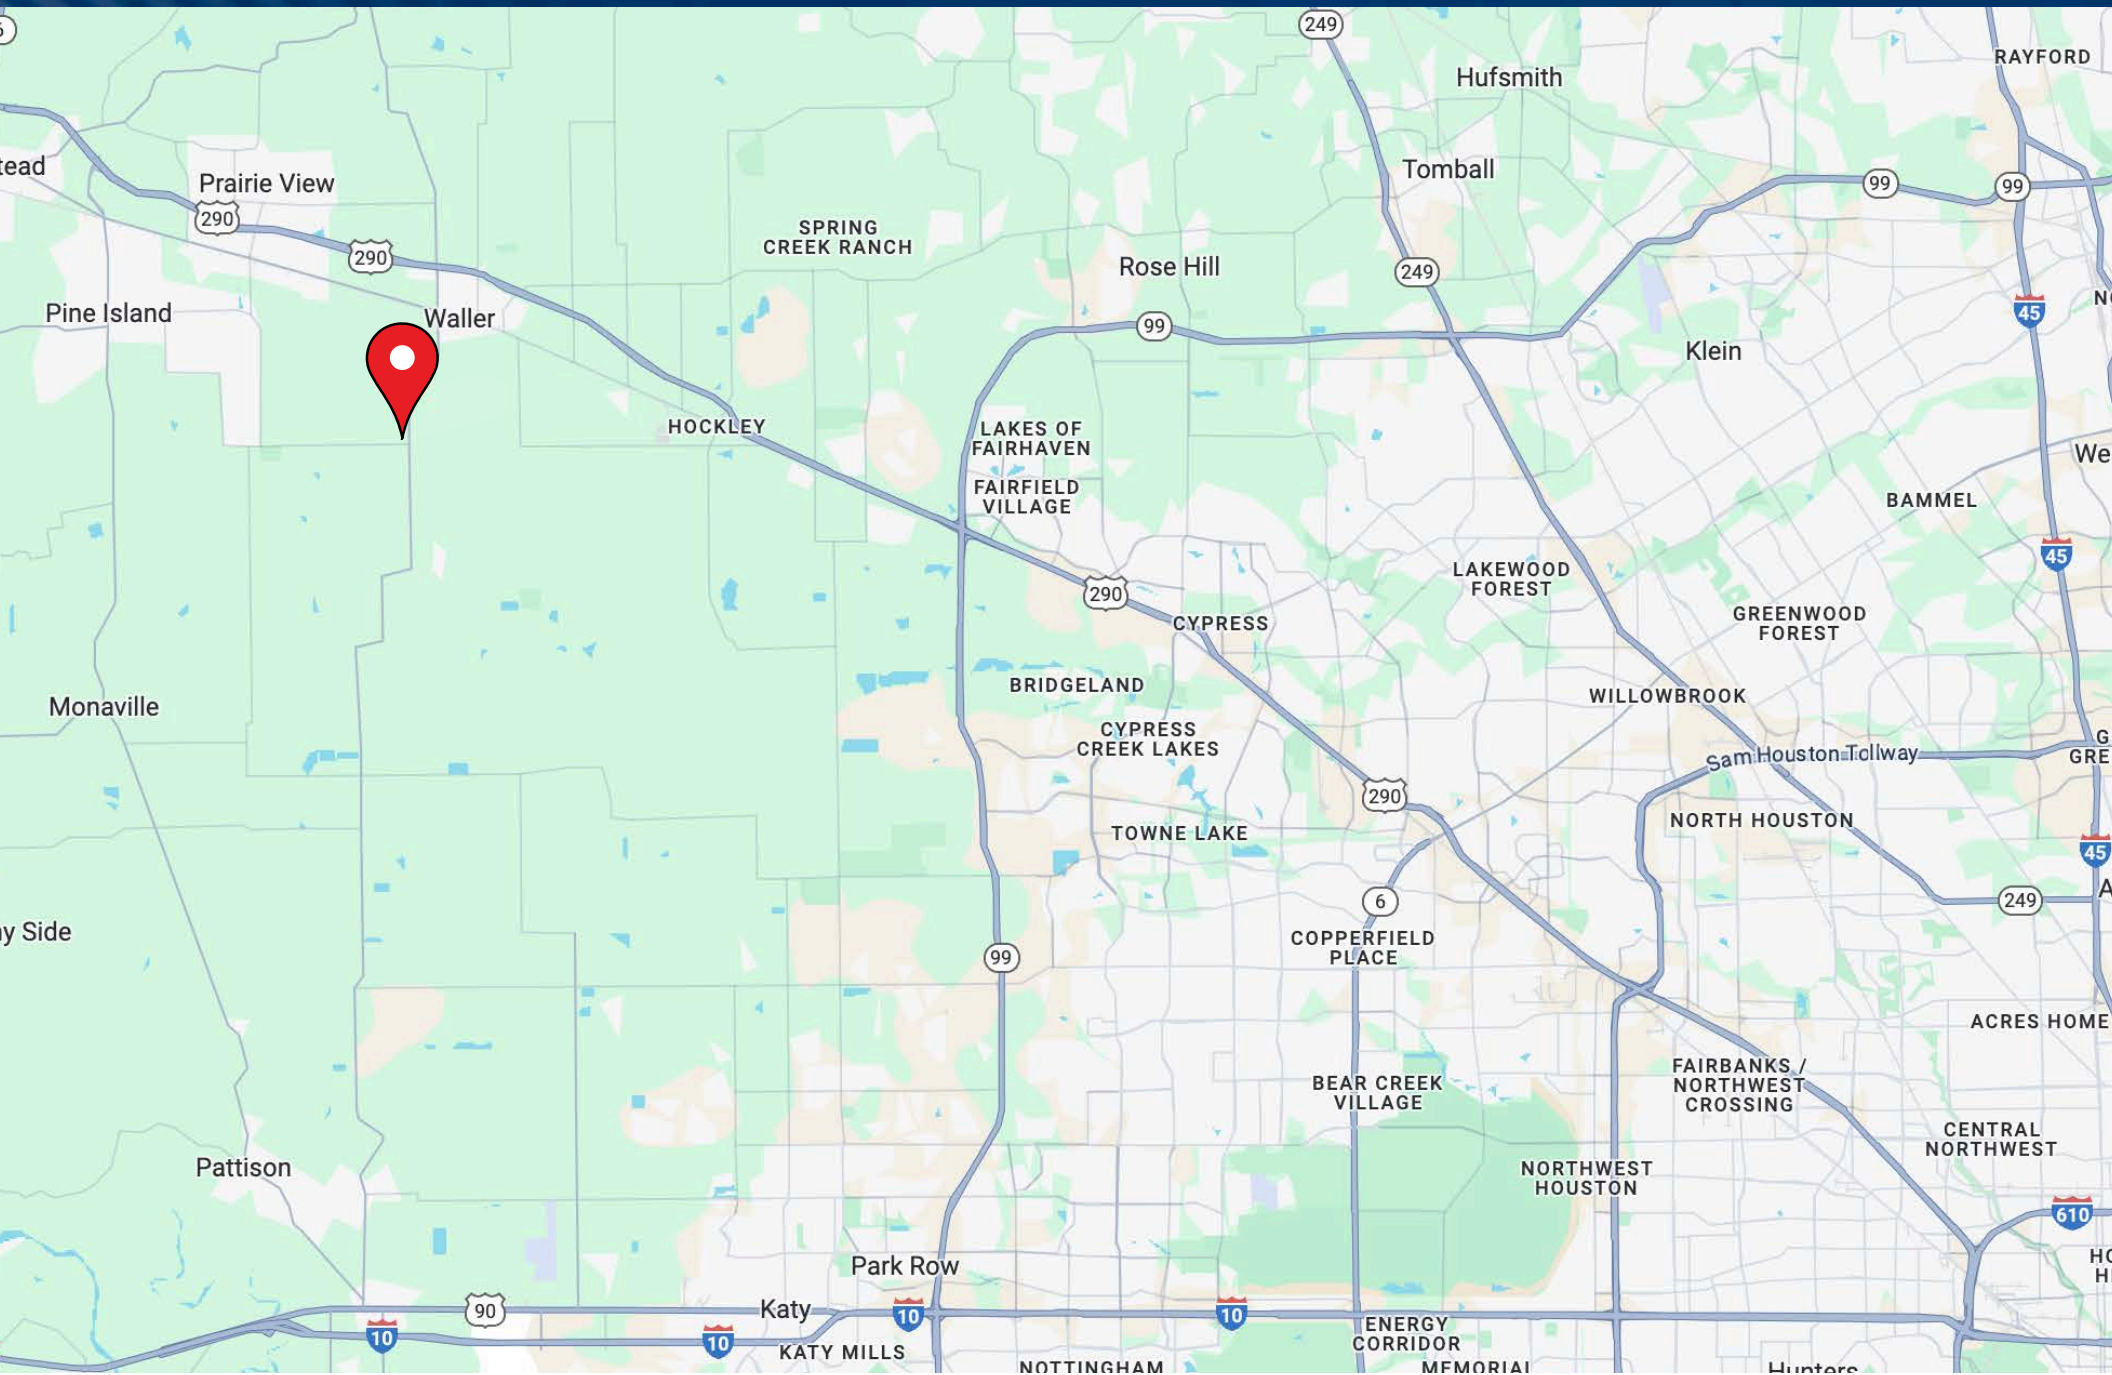 249
RAYFORD
Hufsmith
tead
Prairie View
290
Tomball
99
99
SPRING
CREEK RANCH
290
Rose Hill
249
Pine Island
Waller
99
45
Klein
HOCKLEY
LAKES OF
FAIRHAVEN
We
FAIRFIELD
VILLAGE
BAMMEL
45
LAKEWOOD
FOREST
290
CYPRESS
GREENWOOD
FOREST
BRIDGELAND
WILLOWBROOK
Monaville
CYPRESS
CREEK LAKES
Sam Houston Tollway
G
GRE
290
TOWNE LAKE
NORTH HOUSTON
45
6
249
A
y Side
COPPERFIELD
PLACE
99
ACRES HOME
FAIRBANKS /
NORTHWEST
CROSSING
BEAR CREEK
VILLAGE
CENTRAL
NORTHWEST
Pattison
NORTHWEST
HOUSTON
610
Park Row
HO
H
90
Katy
10
10
10
10
ENERGY
CORRIDOR
KATY MILLS
NOTTINGHAM
MEMORIAL
Hunters